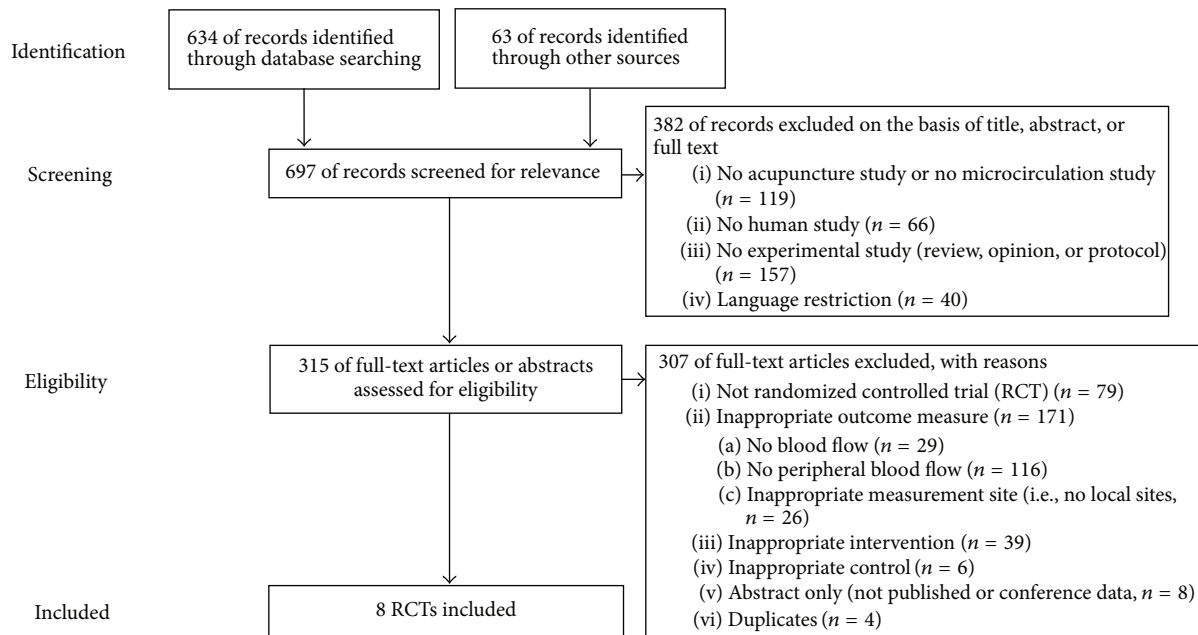 Identification
634 of records identified
through database searching
63 of records identified
through other sources
Screening
697 of records screened for relevance
382 of records excluded on the basis of title, abstract, or
full text
(i) No acupuncture study or no microcirculation study
(n = 119)
(ii) No human study (n = 66)
(iii) No experimental study (review, opinion, or protocol)
(n = 157)
(iv) Language restriction (n = 40)
Eligibility
315 of full-text articles or abstracts
assessed for eligibility
307 of full-text articles excluded, with reasons
(i) Not randomized controlled trial (RCT) (n = 79)
(ii) Inappropriate outcome measure (n = 171)
(a) No blood flow (n = 29)
(b) No peripheral blood flow (n = 116)
(c) Inappropriate measurement site (i.e., no local sites,
n = 26)
(iii) Inappropriate intervention (n = 39)
(iv) Inappropriate control (n = 6)
(v) Abstract only (not published or conference data, n = 8)
(vi) Duplicates (n = 4)
Included
8 RCTs included